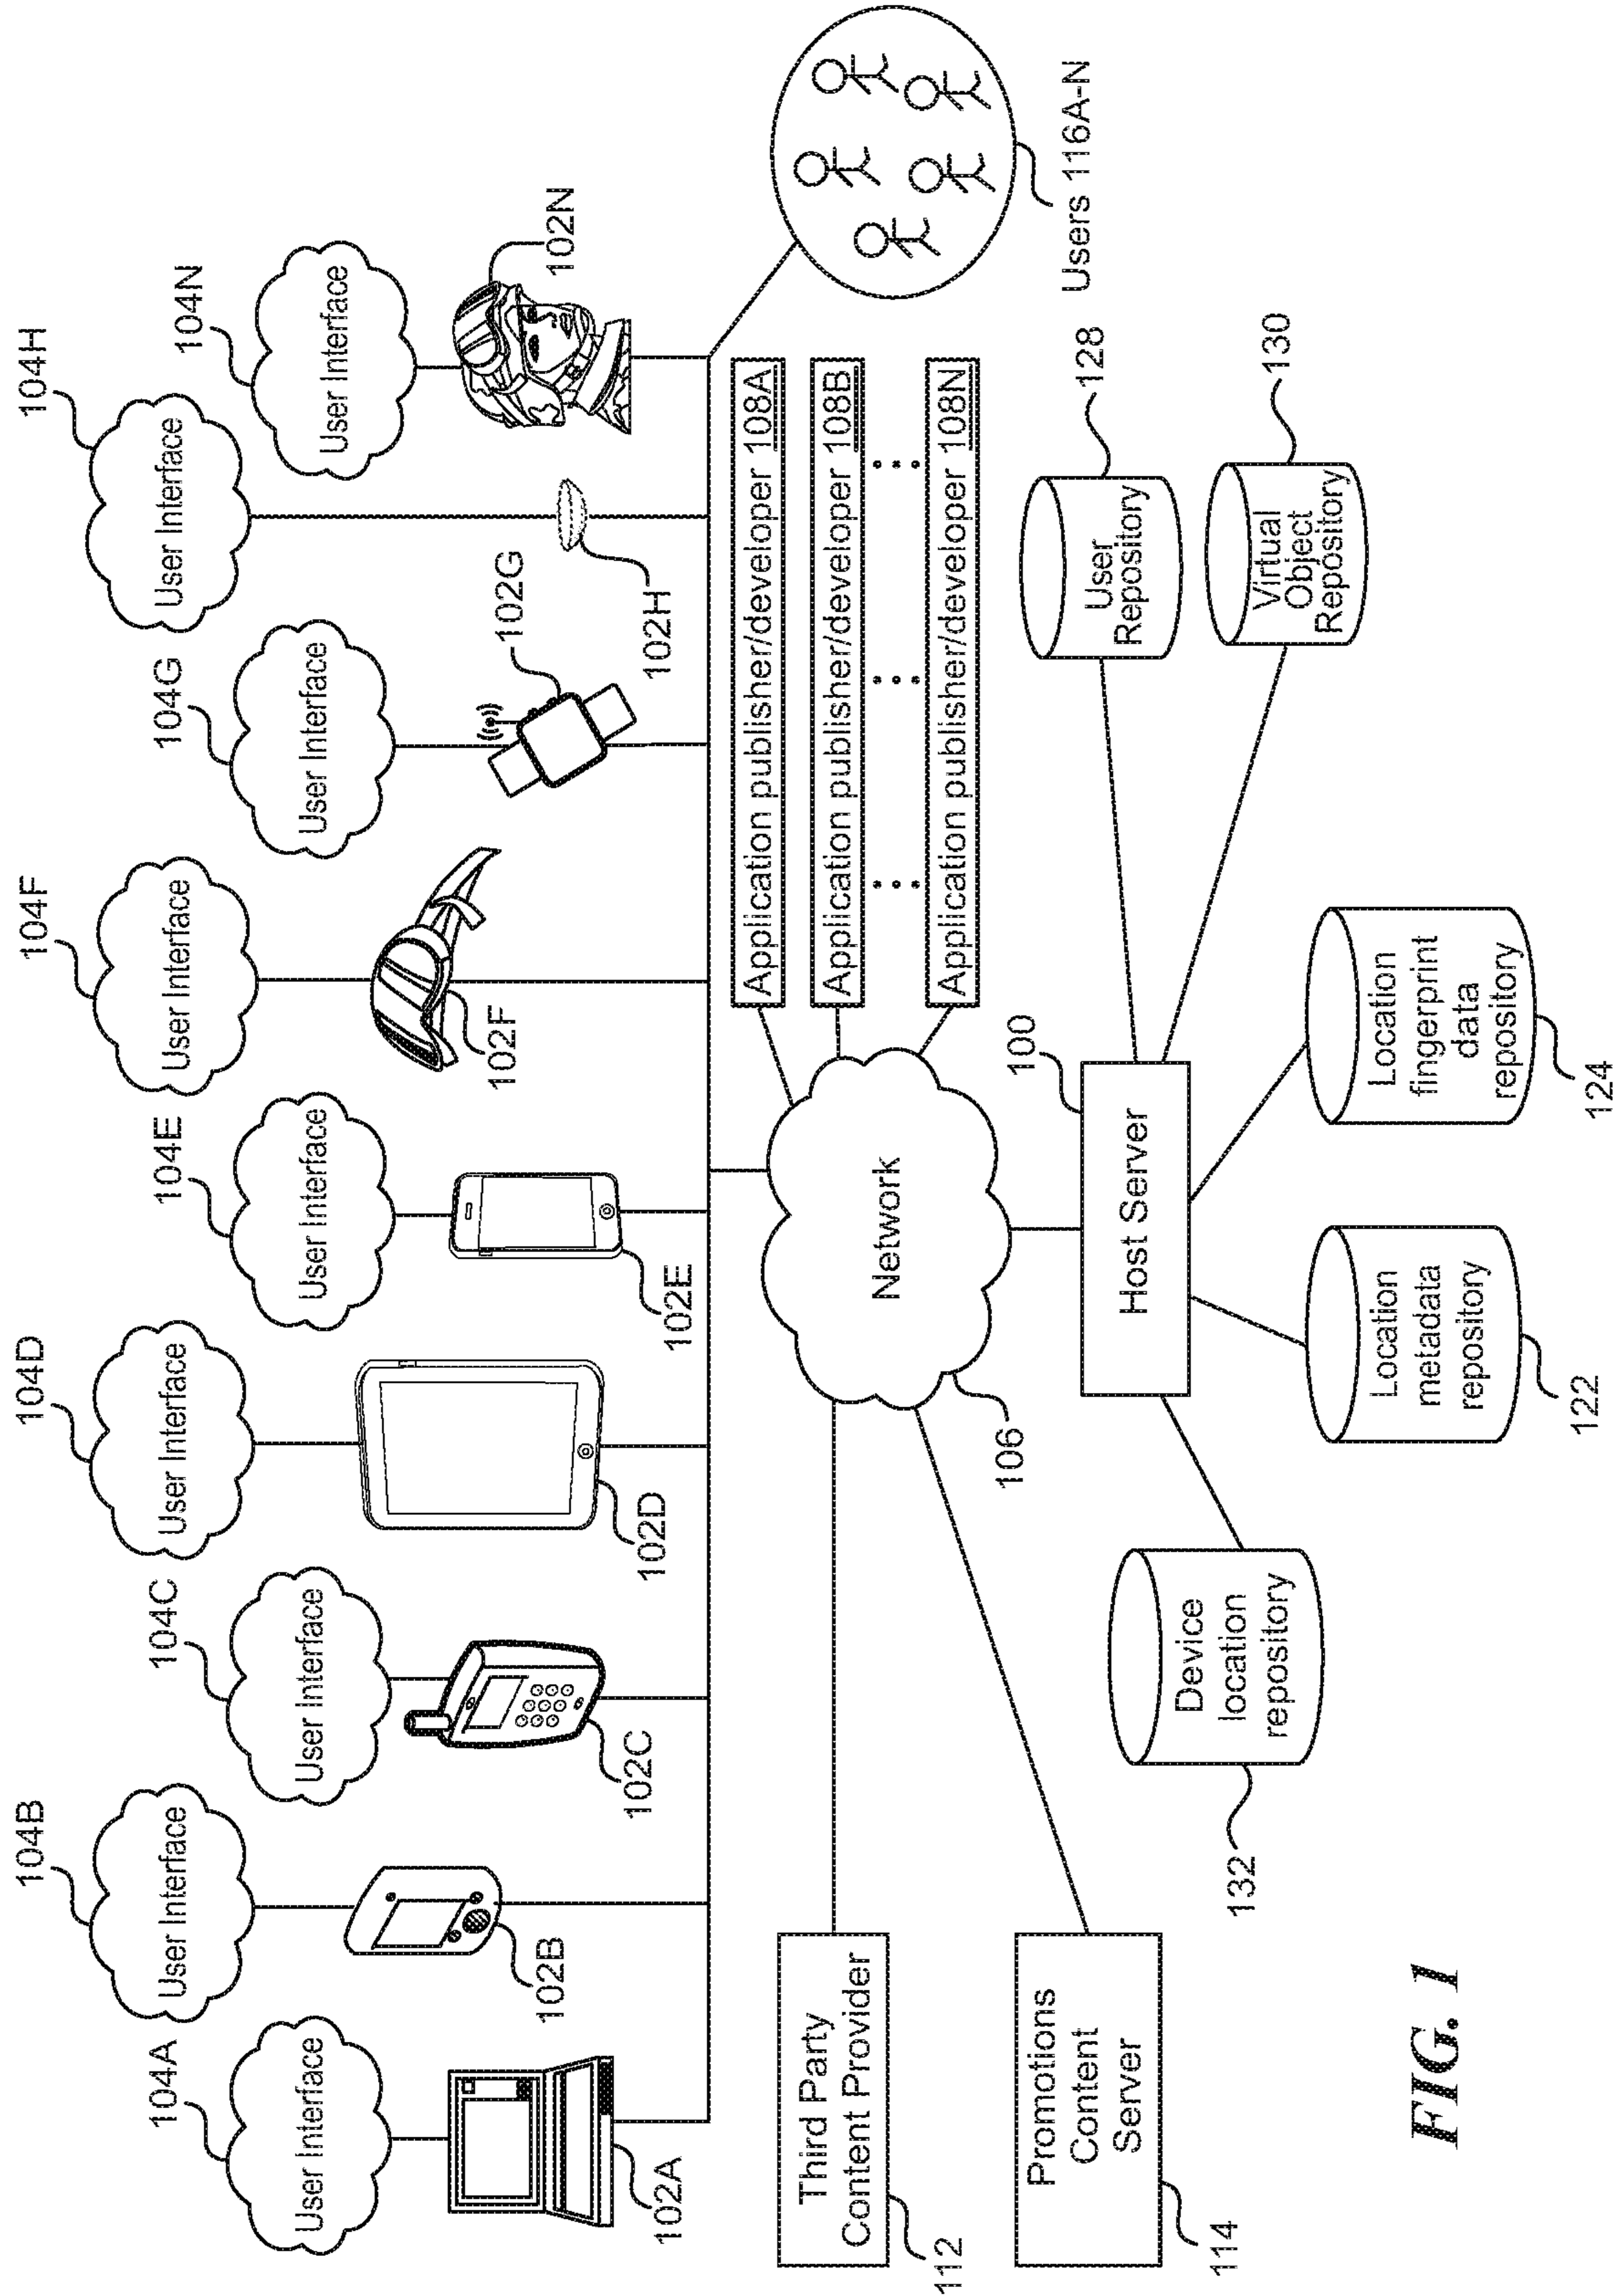 104A
104B
104C
104D
104E
104F
104G
104H
104N
User Interface
User Interface
User Interface
User Interface
User Interface
User Interface
User Interface
User Interface
User Interface
102A
102B
102C
102D
102E
102F
102G
102H
102N
Third Party
Content Provider
112
Promotions
Content
Server
114
Network
106
Application publisher/developer 108A
Application publisher/developer 108B
Application publisher/developer 108N
Users 116A-N
Host Server
100
Device
location
repository
132
Location
metadata
repository
122
Location
fingerprint
data
repository
124
User
Repository
128
Virtual
Object
Repository
130
FIG. 1